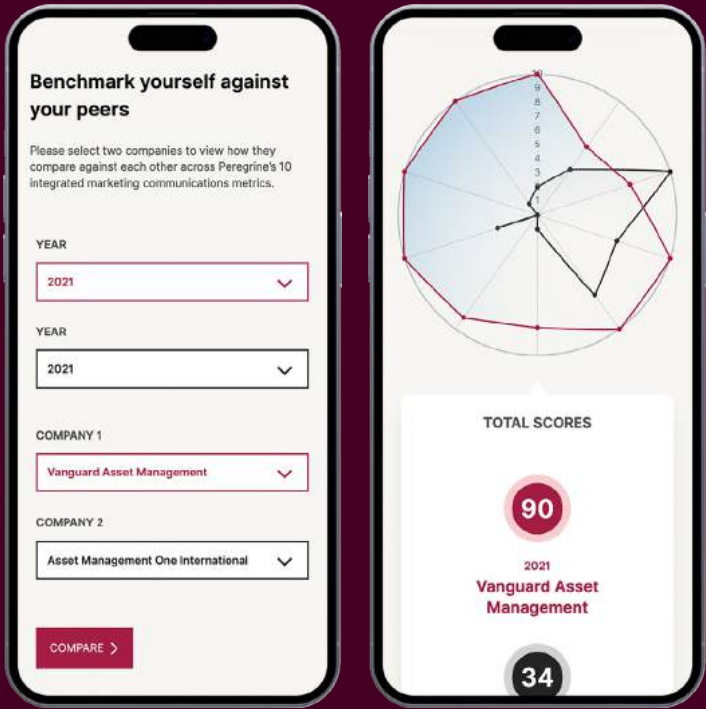 Benchmark yourself against
your peers
Please select two companies to view how they
compare against each other across Peregrine's 10
integrated marketing communications metrics.
YEAR
2021
YEAR
2021
COMPANY 1
Vanguard Asset Management
COMPANY 2
Asset Management One International
COMPARE
10
9
8
7
6
5
4
3
2
1
TOTAL SCORES
90
2021
Vanguard Asset
Management
34